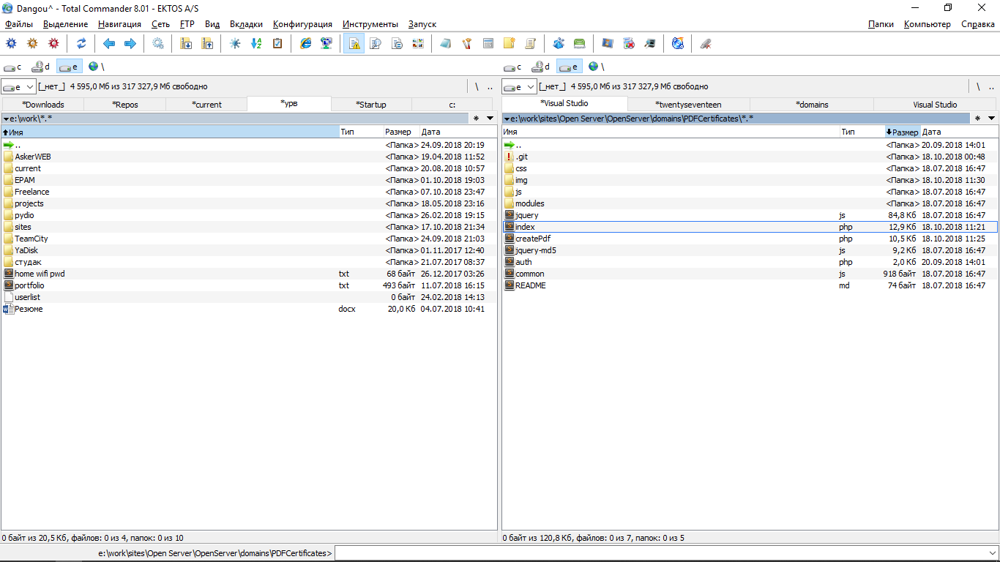 Dangou^ - Total Commander 8.01 - EKTOS A/S
Файлы Выделение Навигация Сеть FTP Вид Вкладки Конфигурация Инструменты Запуск Папки Компьютер Справка
c d e \ c d e \
e [_нет_] 4 595,0 Мб из 317 327,9 Мб свободно \ .. e [_нет_] 4 595,0 Мб из 317 327,9 Мб свободно \ ..
*Downloads *Repos *current *урв *Startup c: *Visual Studio *twentyseventeen *domains Visual Studio
e:\work\*.* * e:\work\sites\Open Server\OpenServer\domains\PDFCertificates\*.* *
Имя Тип Размер Дата Имя Тип Размер Дата
.. <Папка> 24.09.2018 20:19 .. <Папка> 20.09.2018 14:01
AskerWEB <Папка> 19.04.2018 11:52 .git <Папка> 18.10.2018 00:48
current <Папка> 20.08.2018 10:57 css <Папка> 18.07.2018 16:47
EPAM <Папка> 01.10.2018 19:03 img <Папка> 18.10.2018 11:30
Freelance <Папка> 07.10.2018 23:47 js <Папка> 18.07.2018 16:47
projects <Папка> 18.05.2018 23:16 modules <Папка> 18.07.2018 16:47
pydio <Папка> 26.02.2018 19:15 jquery js 84,8 Кб 18.07.2018 16:47
sites <Папка> 17.10.2018 21:34 index php 12,9 Кб 18.10.2018 11:21
TeamCity <Папка> 24.09.2018 21:03 createPdf php 10,5 Кб 18.10.2018 11:25
YaDisk <Папка> 01.11.2017 12:40 jquery-md5 js 9,2 Кб 18.07.2018 16:47
студак <Папка> 21.07.2017 08:37 auth php 2,0 Кб 20.09.2018 14:01
home wifi pwd txt 68 байт 26.12.2017 03:26 common js 918 байт 18.07.2018 16:47
portfolio txt 493 байт 11.07.2018 16:15 README md 74 байт 18.07.2018 16:47
userlist 0 байт 24.02.2018 14:13
Резюме docx 20,0 Кб 04.07.2018 10:41
0 байт из 20,5 Кб, файлов: 0 из 4, папок: 0 из 10 0 байт из 120,8 Кб, файлов: 0 из 7, папок: 0 из 5
e:\work\sites\Open Server\OpenServer\domains\PDFCertificates>